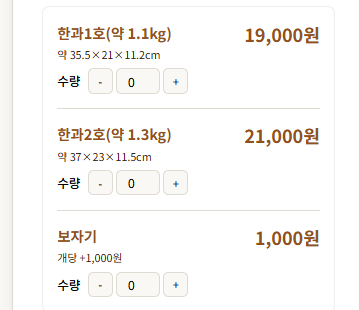 한과1호(약 1.1kg) 19,000원
약 35.5×21×11.2cm
수량 - 0 +
한과2호(약 1.3kg) 21,000원
약 37×23×11.5cm
수량 - 0 +
보자기 1,000원
개당 +1,000원
수량 - 0 +